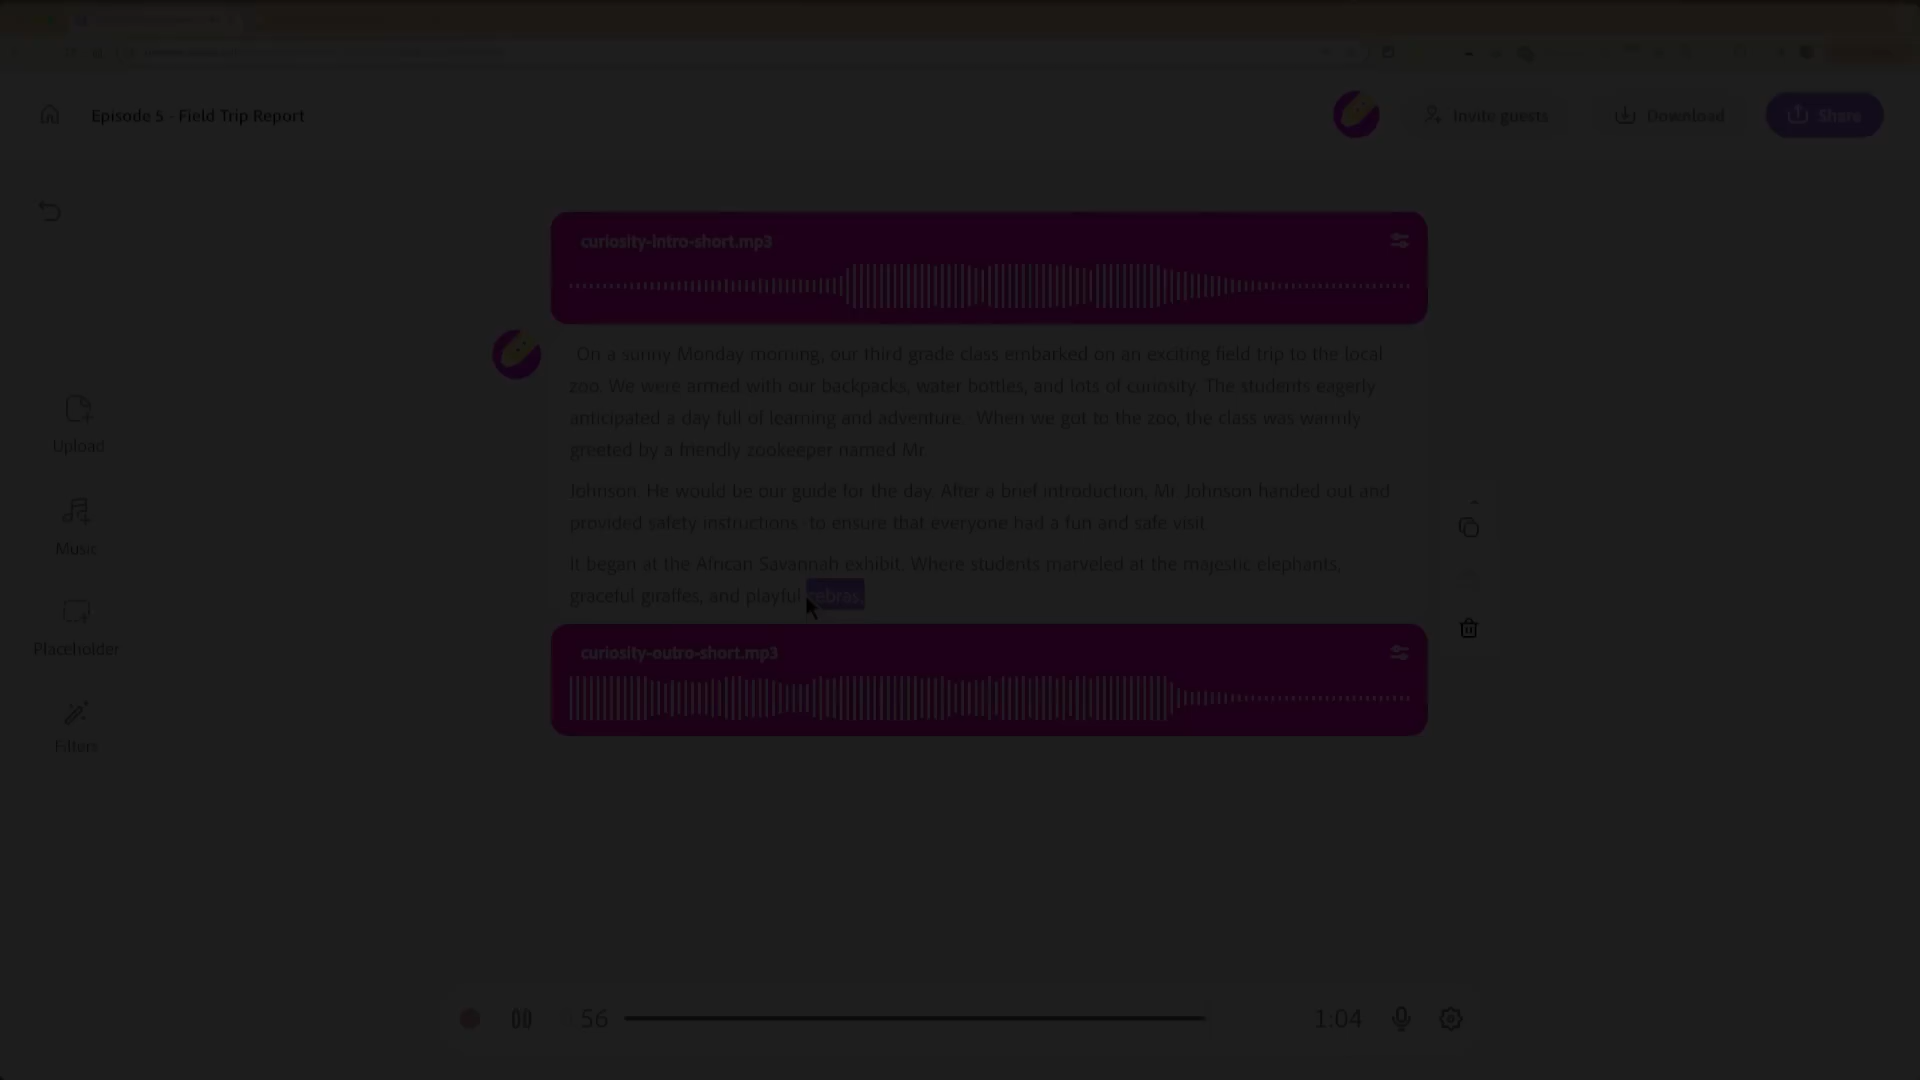 Episode 5 - Field Trip Report
Invite guests
Download
Share
curiosity-intro-short.mp3
On a sunny Monday morning, our third grade class embarked on an exciting field trip to the local
zoo. We were armed with our backpacks, water bottles, and lots of curiosity. The students eagerly
anticipated a day full of learning and adventure. When we got to the zoo, the class was warmly
greeted by a friendly zookeeper named Mr.
Johnson. He would be our guide for the day. After a brief introduction, Mr. Johnson handed out and
provided safety instructions to ensure that everyone had a fun and safe visit.
It began at the African Savannah exhibit. Where students marveled at the majestic elephants,
graceful giraffes, and playful zebras.
curiosity-outro-short.mp3
Upload
Music
Placeholder
Filters
56
1:04